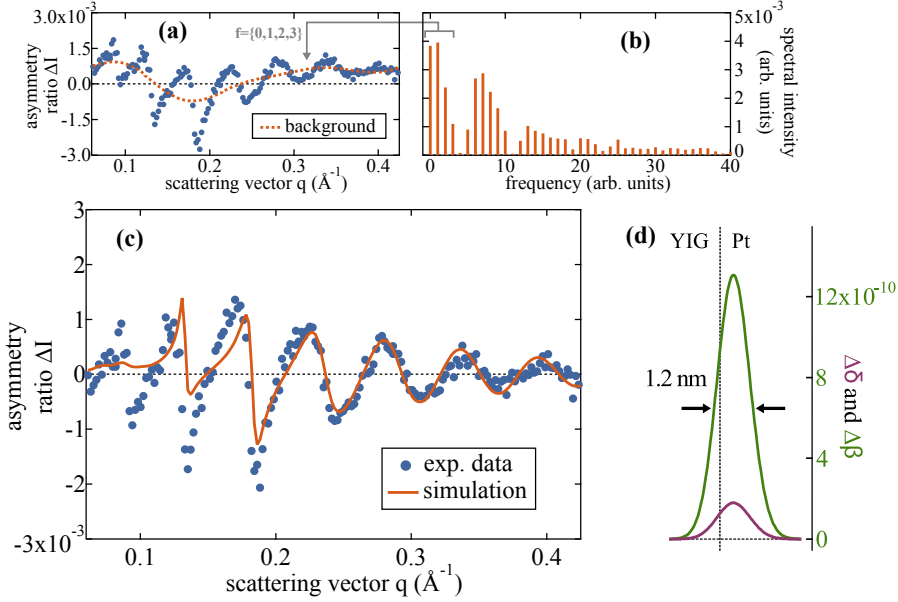 3.0x10⁻³
1.5
0.0
-1.5
-3.0
asymmetry
ratio ΔI
(a)
f={0,1,2,3}
background
0.1
0.2
0.3
0.4
scattering vector q (Å⁻¹)
(b)
5x10⁻³
4
3
2
1
0
spectral intensity
(arb. units)
0
10
20
30
40
frequency (arb. units)
3
2
1
0
-1
-2
-3x10⁻³
asymmetry
ratio ΔI
(c)
exp. data
simulation
0.1
0.2
0.3
0.4
scattering vector q (Å⁻¹)
(d)
YIG
Pt
1.2 nm
12x10⁻¹⁰
8
4
0
Δδ and Δβ